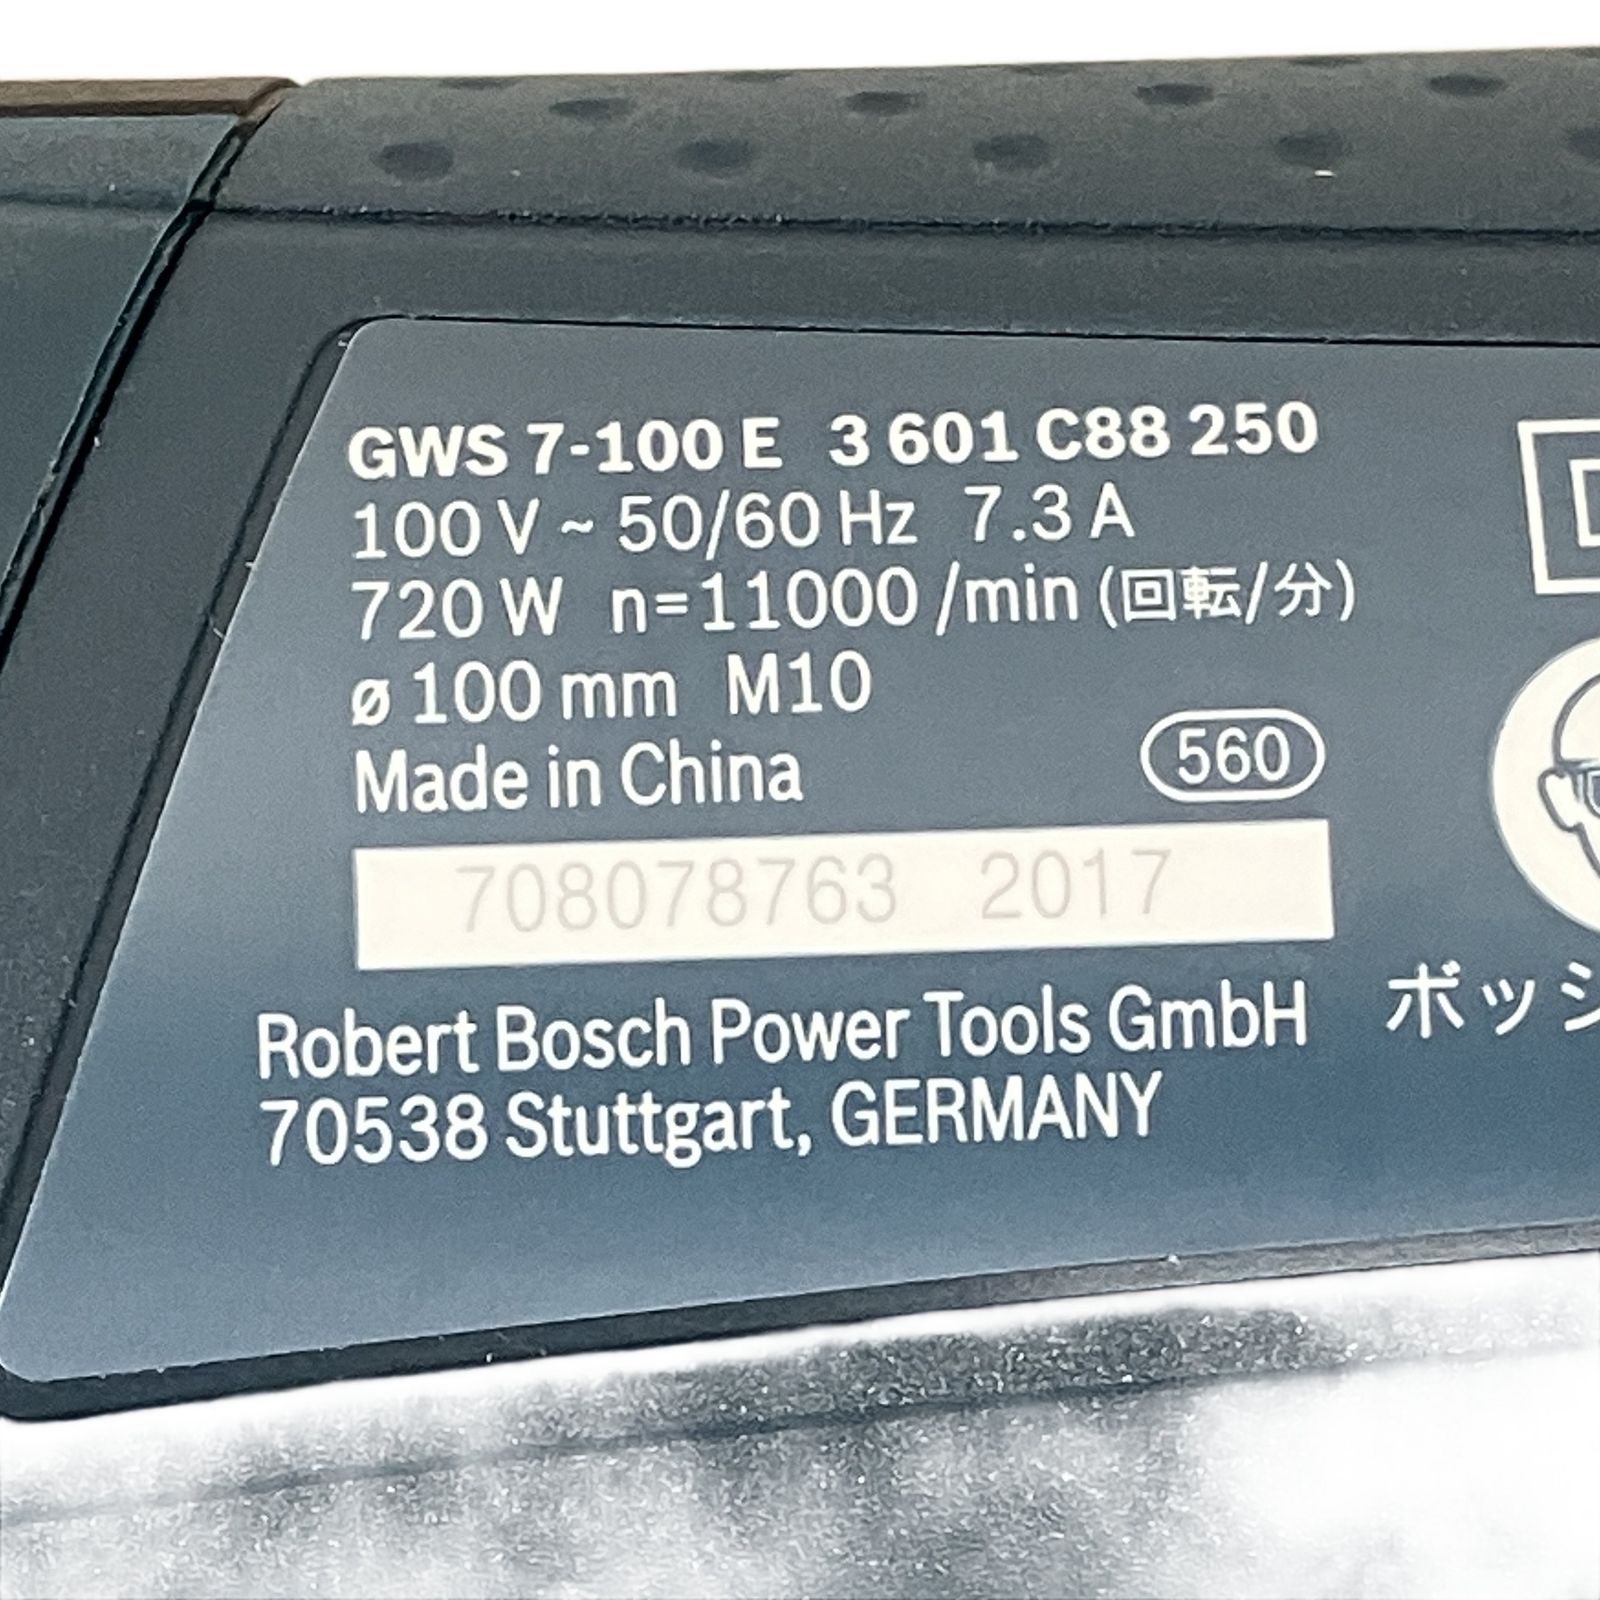 GWS 7-100 E 3 601 C88 250
100 V ~ 50/60 Hz 7.3 A
720 W n=11000 /min (回転/分)
ø 100 mm M10
Made in China
560
708078763 2017
Robert Bosch Power Tools GmbH
70538 Stuttgart, GERMANY
ボッシ